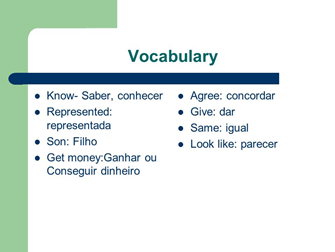 Vocabulary
Know- Saber, conhecer
Represented:
representada
Son: Filho
Get money:Ganhar ou
Conseguir dinheiro
Agree: concordar
Give: dar
Same: igual
Look like: parecer